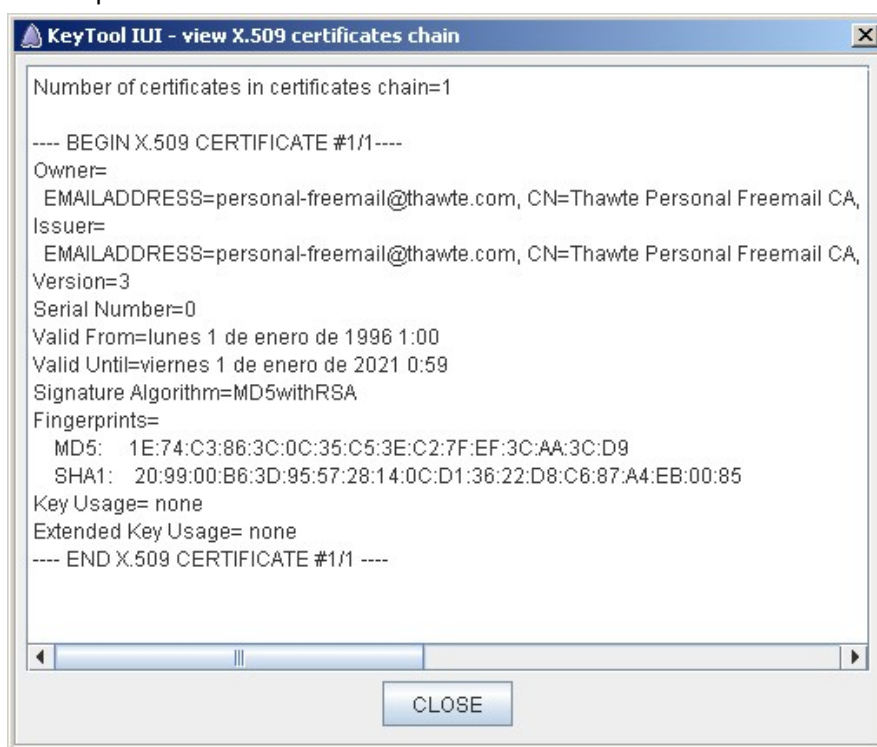 KeyTool IUI - view X.509 certificates chain
Number of certificates in certificates chain=1
---- BEGIN X.509 CERTIFICATE #1/1----
Owner=
EMAILADDRESS=personal-freemail@thawte.com, CN=Thawte Personal Freemail CA,
Issuer=
EMAILADDRESS=personal-freemail@thawte.com, CN=Thawte Personal Freemail CA,
Version=3
Serial Number=0
Valid From=lunes 1 de enero de 1996 1:00
Valid Until=viernes 1 de enero de 2021 0:59
Signature Algorithm=MD5withRSA
Fingerprints=
MD5: 1E:74:C3:86:3C:0C:35:C5:3E:C2:7F:EF:3C:AA:3C:D9
SHA1: 20:99:00:B6:3D:95:57:28:14:0C:D1:36:22:D8:C6:87:A4:EB:00:85
Key Usage= none
Extended Key Usage= none
---- END X.509 CERTIFICATE #1/1 ----
CLOSE